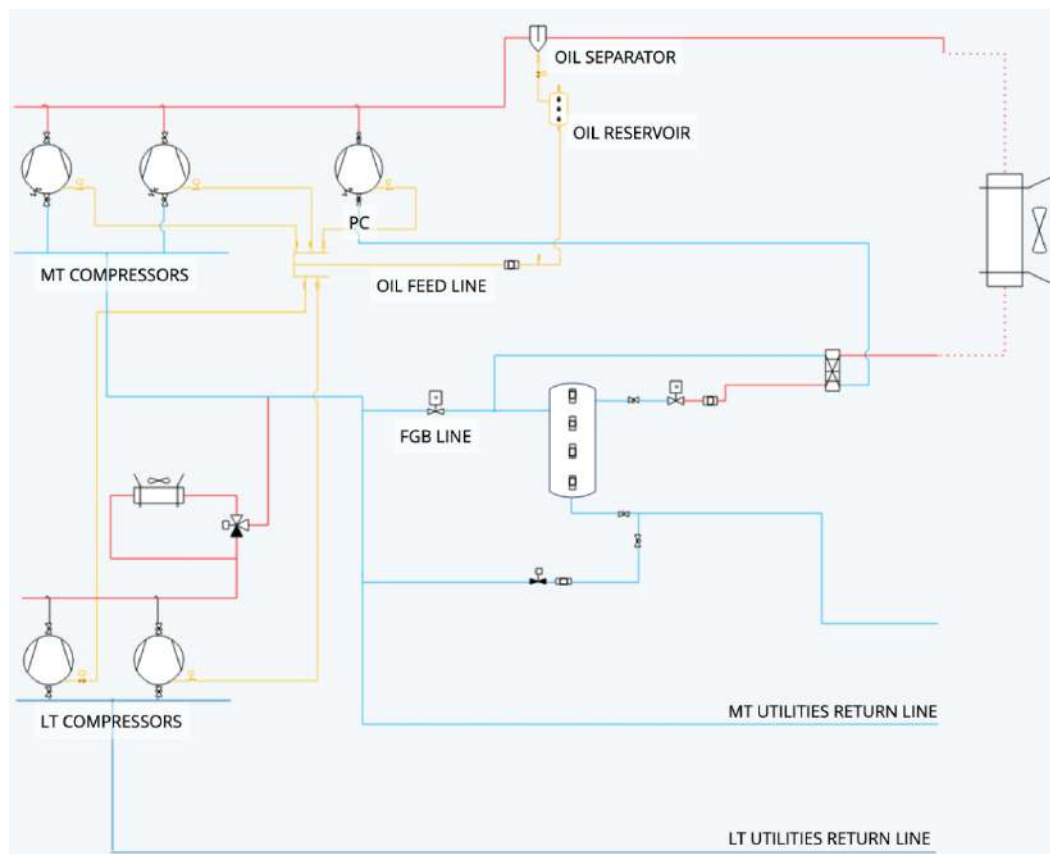 OIL SEPARATOR
OIL RESERVOIR
PC
MT COMPRESSORS
OIL FEED LINE
FGB LINE
MT UTILITIES RETURN LINE
LT COMPRESSORS
LT UTILITIES RETURN LINE